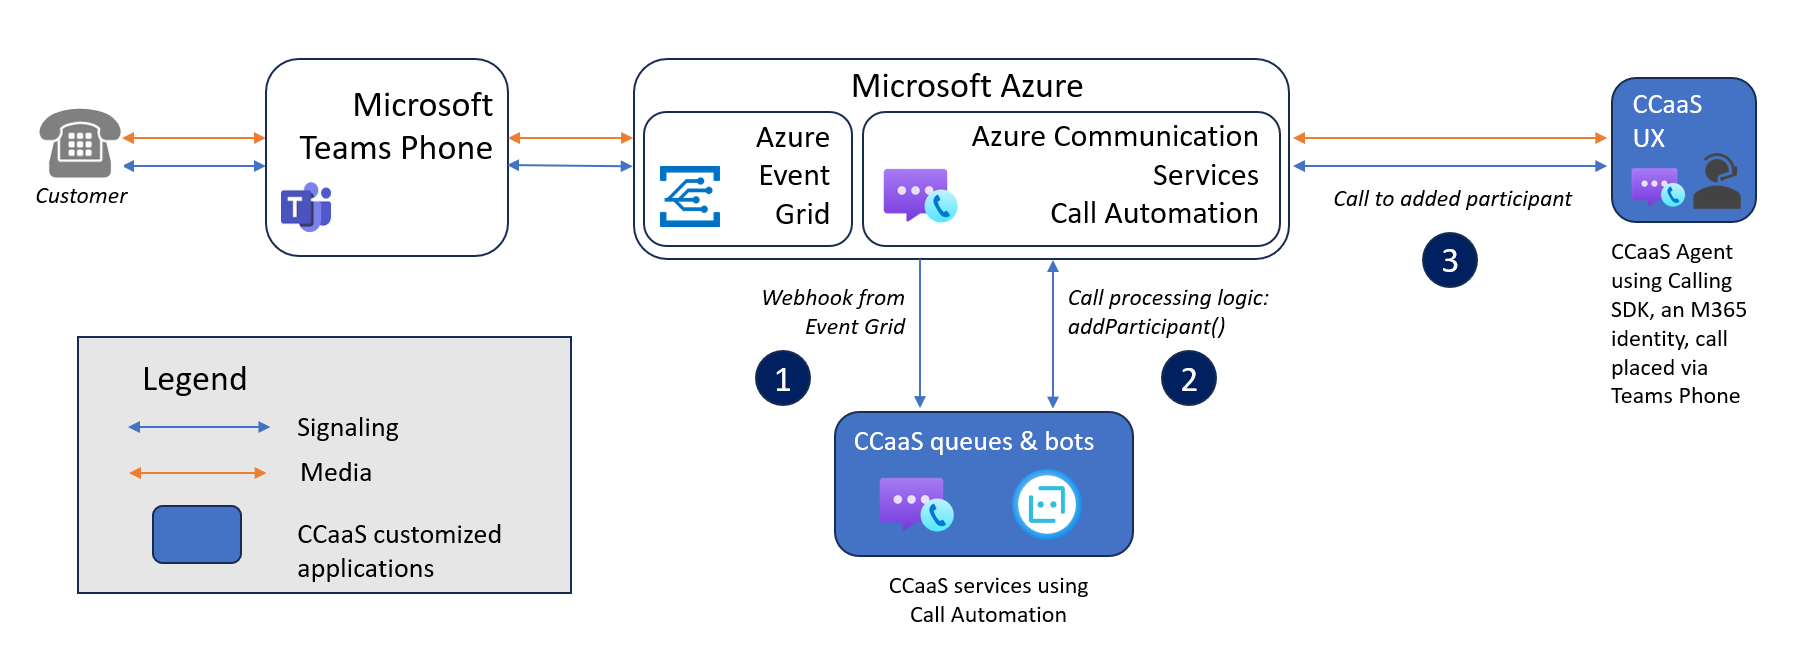 Customer
Microsoft
Teams Phone
T
Microsoft Azure
Azure
Event
Grid
Azure Communication
Services
Call Automation
CCaaS
UX
Call to added participant
3
CCaaS Agent
using Calling
SDK, an M365
identity, call
placed via
Teams Phone
Webhook from
Event Grid
1
Call processing logic:
addParticipant()
2
CCaaS queues & bots
CCaaS services using
Call Automation
Legend
Signaling
Media
CCaaS customized
applications